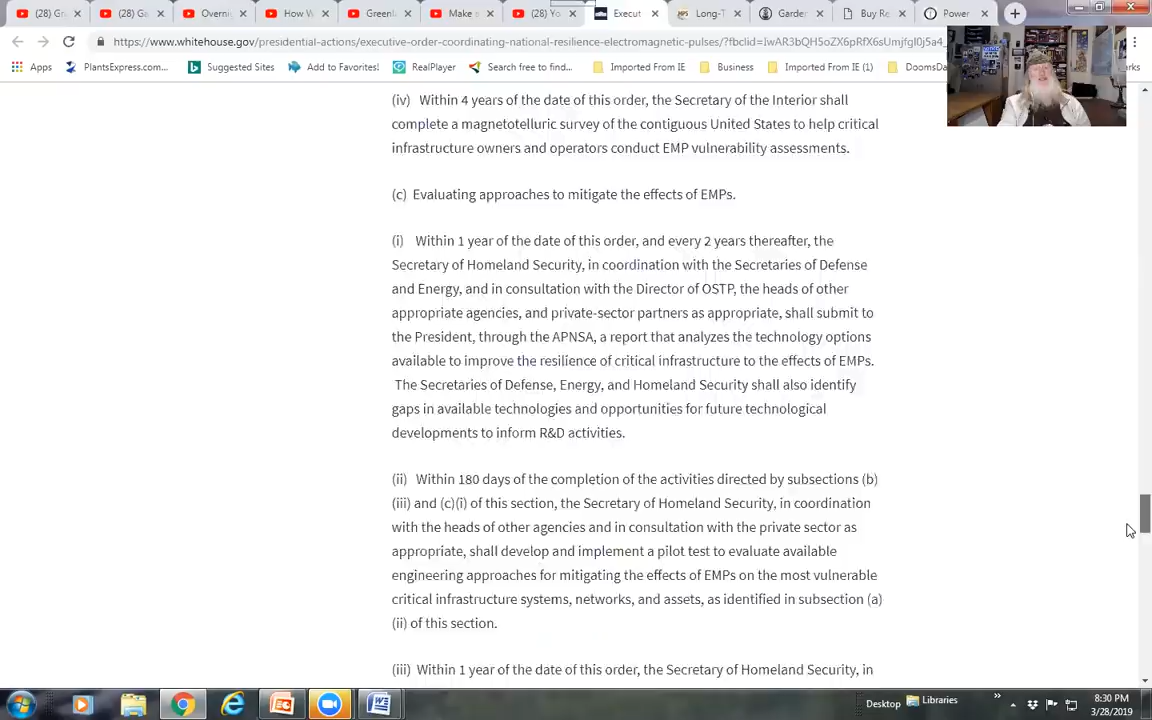 (28) Gr
(28) Ga
Overni
How W
Greenl
Make a
(28) Yo
Execut
Long-T
Garde
Buy Re
Power
https://www.whitehouse.gov/presidential-actions/executive-order-coordinating-national-resilience-electromagnetic-pulses/?fbclid=
Apps
PlantsExpress.com...
Suggested Sites
Add to Favorites!
RealPlayer
Search free to find...
Imported From IE
Business
Imported From IE (1)
DoomsDa
rks
(iv) Within 4 years of the date of this order, the Secretary of the Interior shall
complete a magnetotelluric survey of the contiguous United States to help critical
infrastructure owners and operators conduct EMP vulnerability assessments.
(c) Evaluating approaches to mitigate the effects of EMPs.
(i) Within 1 year of the date of this order, and every 2 years thereafter, the
Secretary of Homeland Security, in coordination with the Secretaries of Defense
and Energy, and in consultation with the Director of OSTP, the heads of other
appropriate agencies, and private-sector partners as appropriate, shall submit to
the President, through the APNSA, a report that analyzes the technology options
available to improve the resilience of critical infrastructure to the effects of EMPs.
The Secretaries of Defense, Energy, and Homeland Security shall also identify
gaps in available technologies and opportunities for future technological
developments to inform R&D activities.
(ii) Within 180 days of the completion of the activities directed by subsections (b)
(iii) and (c)(i) of this section, the Secretary of Homeland Security, in coordination
with the heads of other agencies and in consultation with the private sector as
appropriate, shall develop and implement a pilot test to evaluate available
engineering approaches for mitigating the effects of EMPs on the most vulnerable
critical infrastructure systems, networks, and assets, as identified in subsection (a)
(ii) of this section.
(iii) Within 1 year of the date of this order, the Secretary of Homeland Security, in
Desktop
Libraries
8:30 PM
3/28/2019